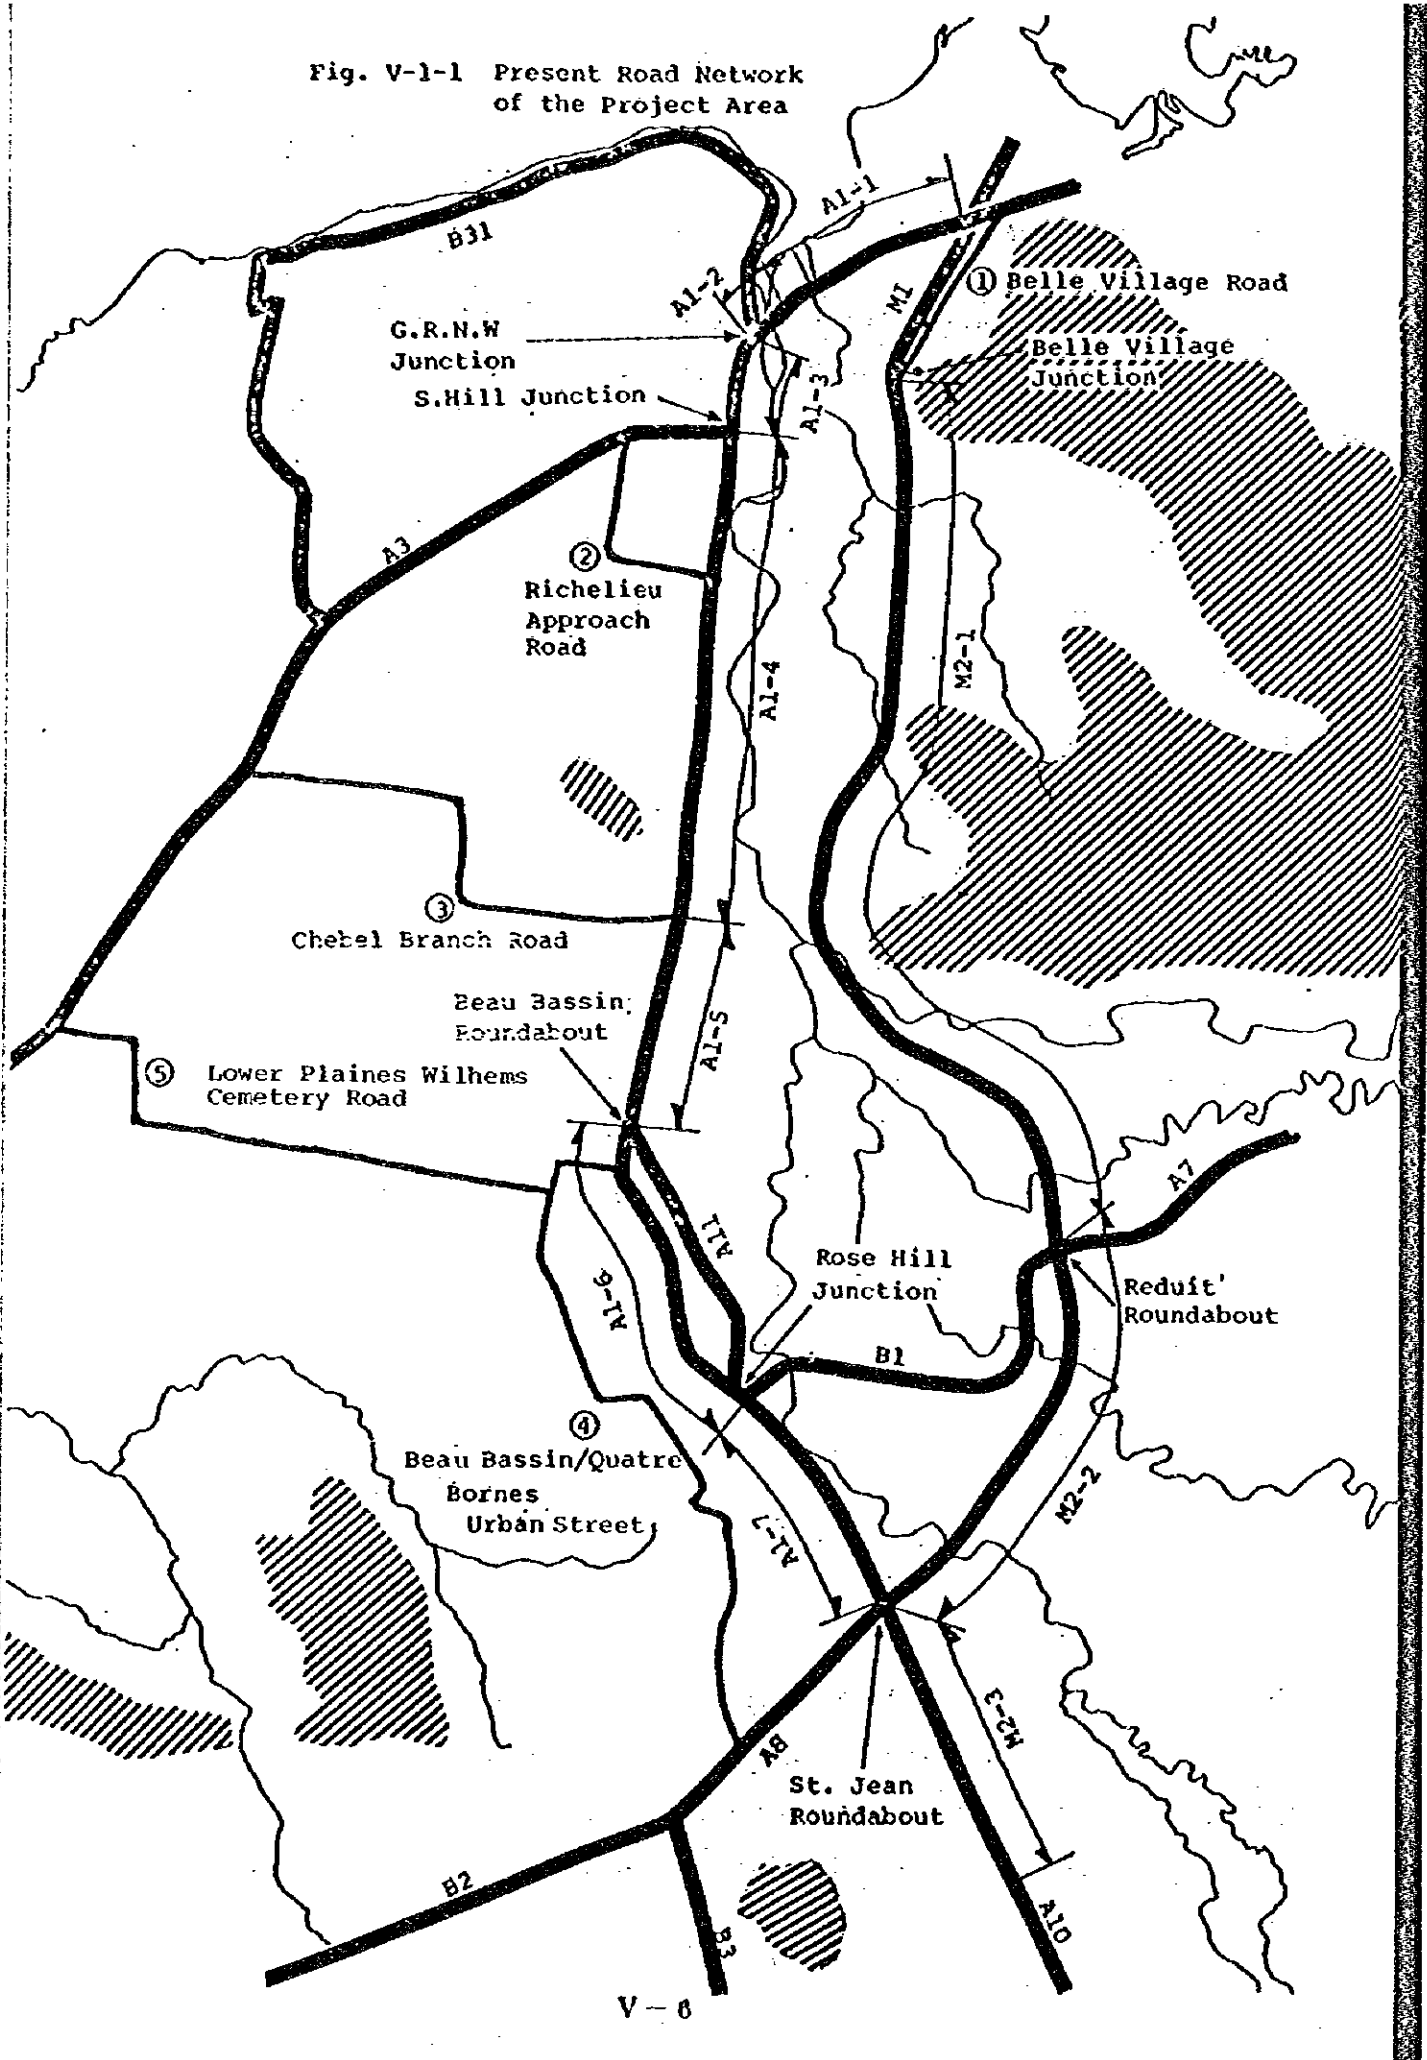 Fig. V-1-1 Present Road Network
of the Project Area
A1-1
B31
A1-2
M1
① Belle Village Road
G.R.N.W
Junction
Belle Village
Junction
S.Hill Junction
A1-3
A3
②
Richelieu
Approach
Road
M2-1
A1-4
③
Chebel Branch Road
Beau Bassin
Roundabout
A1-5
⑤ Lower Plaines Wilhems
Cemetery Road
A7
A11
Rose Hill
Junction
A1-6
Reduit
Roundabout
B1
④
Beau Bassin/Quatre
Bornes
Urban Street
M2-2
A1-7
M2-3
A8
St. Jean
Roundabout
B2
A10
B3
V - 6